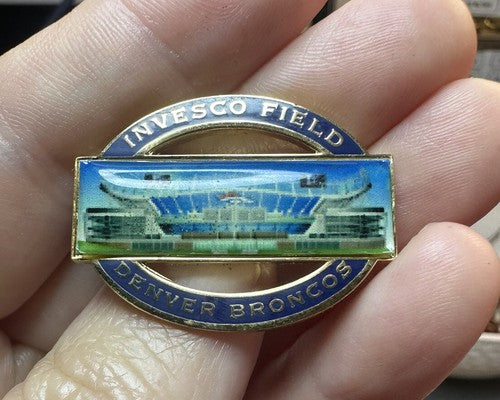 INVESCO FIELD
DENVER BRONCOS